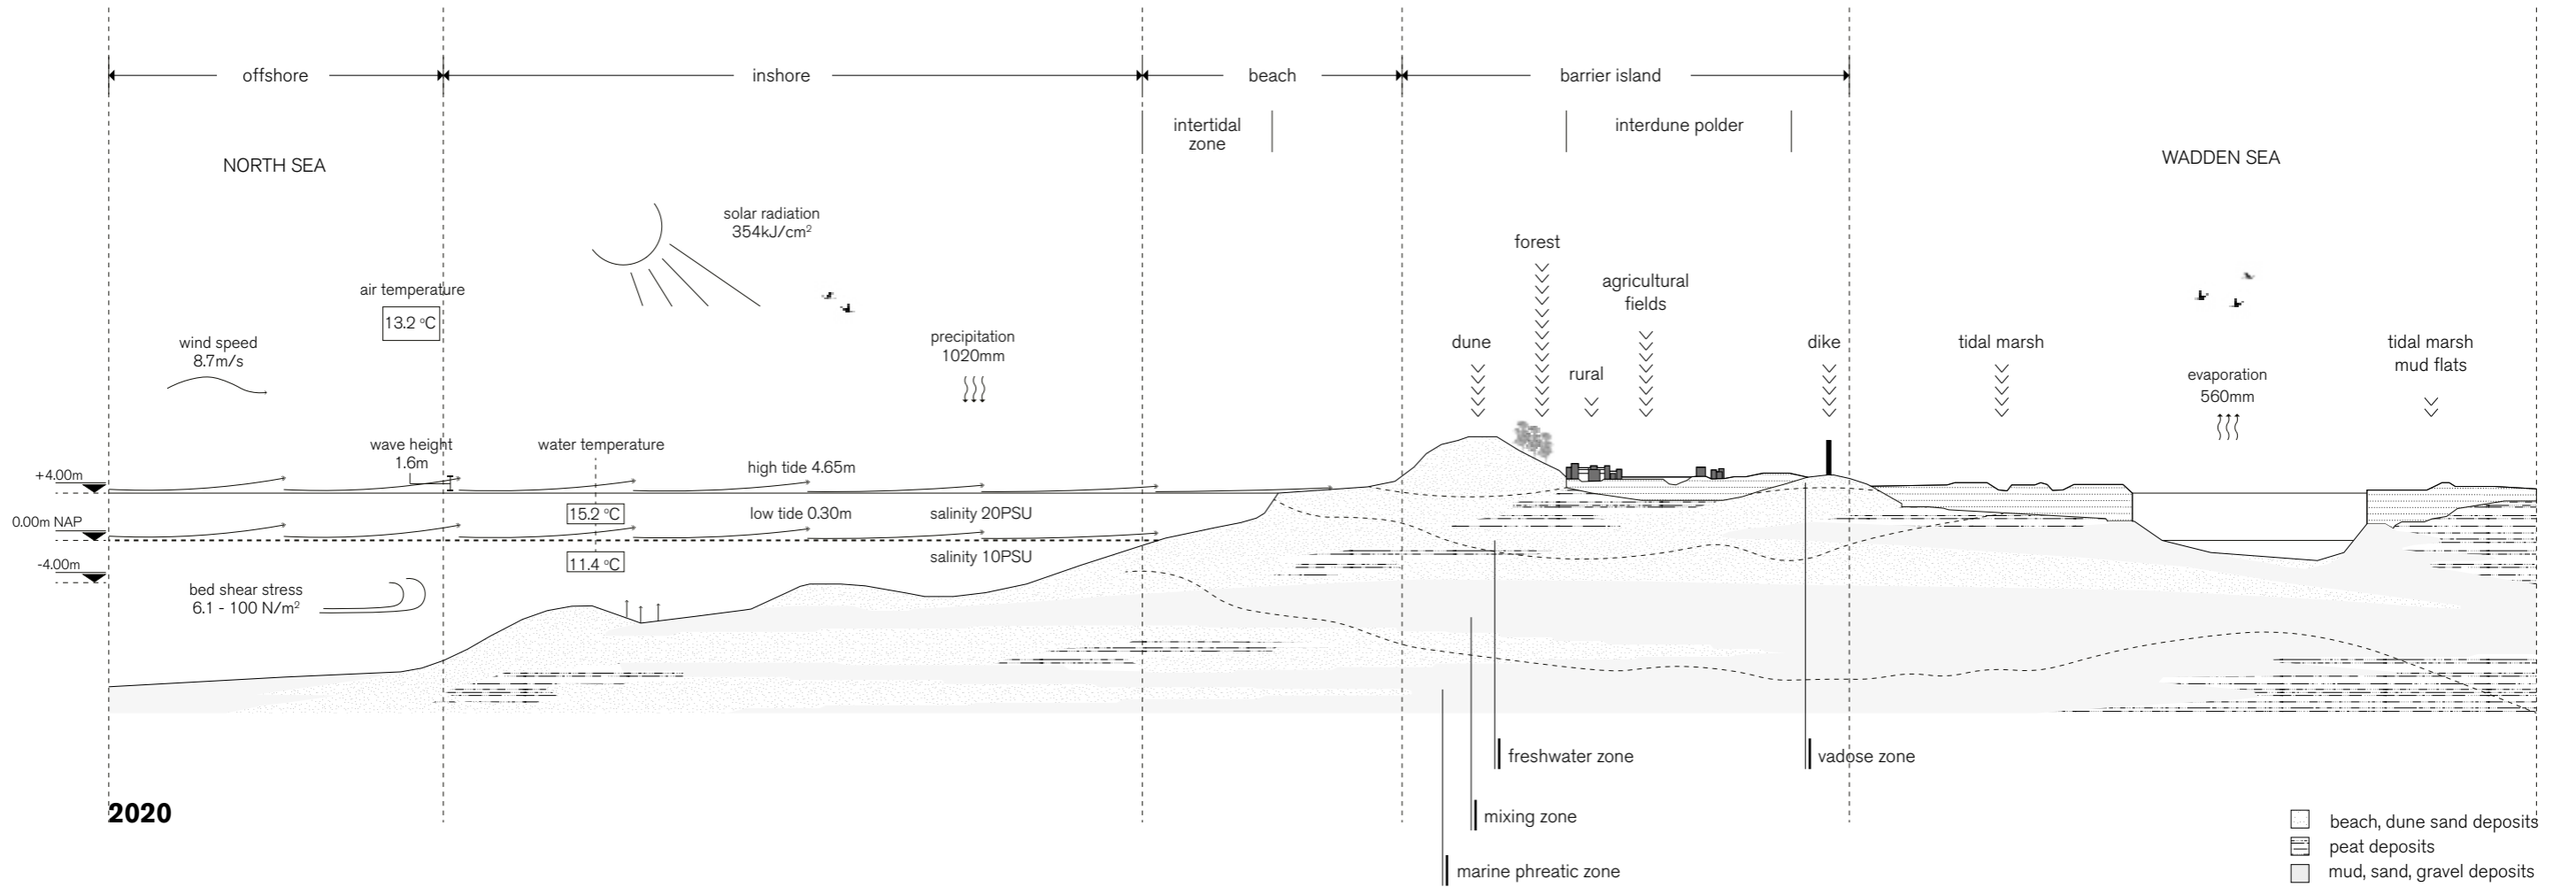 offshore
inshore
beach
barrier island
intertidal
zone
interdune polder
NORTH SEA
WADDEN SEA
solar radiation
354kJ/cm²
air temperature
13.2 °C
wind speed
8.7m/s
precipitation
1020mm
forest
agricultural
fields
dune
rural
dike
tidal marsh
evaporation
560mm
tidal marsh
mud flats
wave height
1.6m
water temperature
high tide 4.65m
+4.00m
15.2 °C
low tide 0.30m
salinity 20PSU
0.00m NAP
11.4 °C
salinity 10PSU
-4.00m
bed shear stress
6.1 - 100 N/m²
freshwater zone
vadose zone
mixing zone
marine phreatic zone
2020
beach, dune sand deposits
peat deposits
mud, sand, gravel deposits